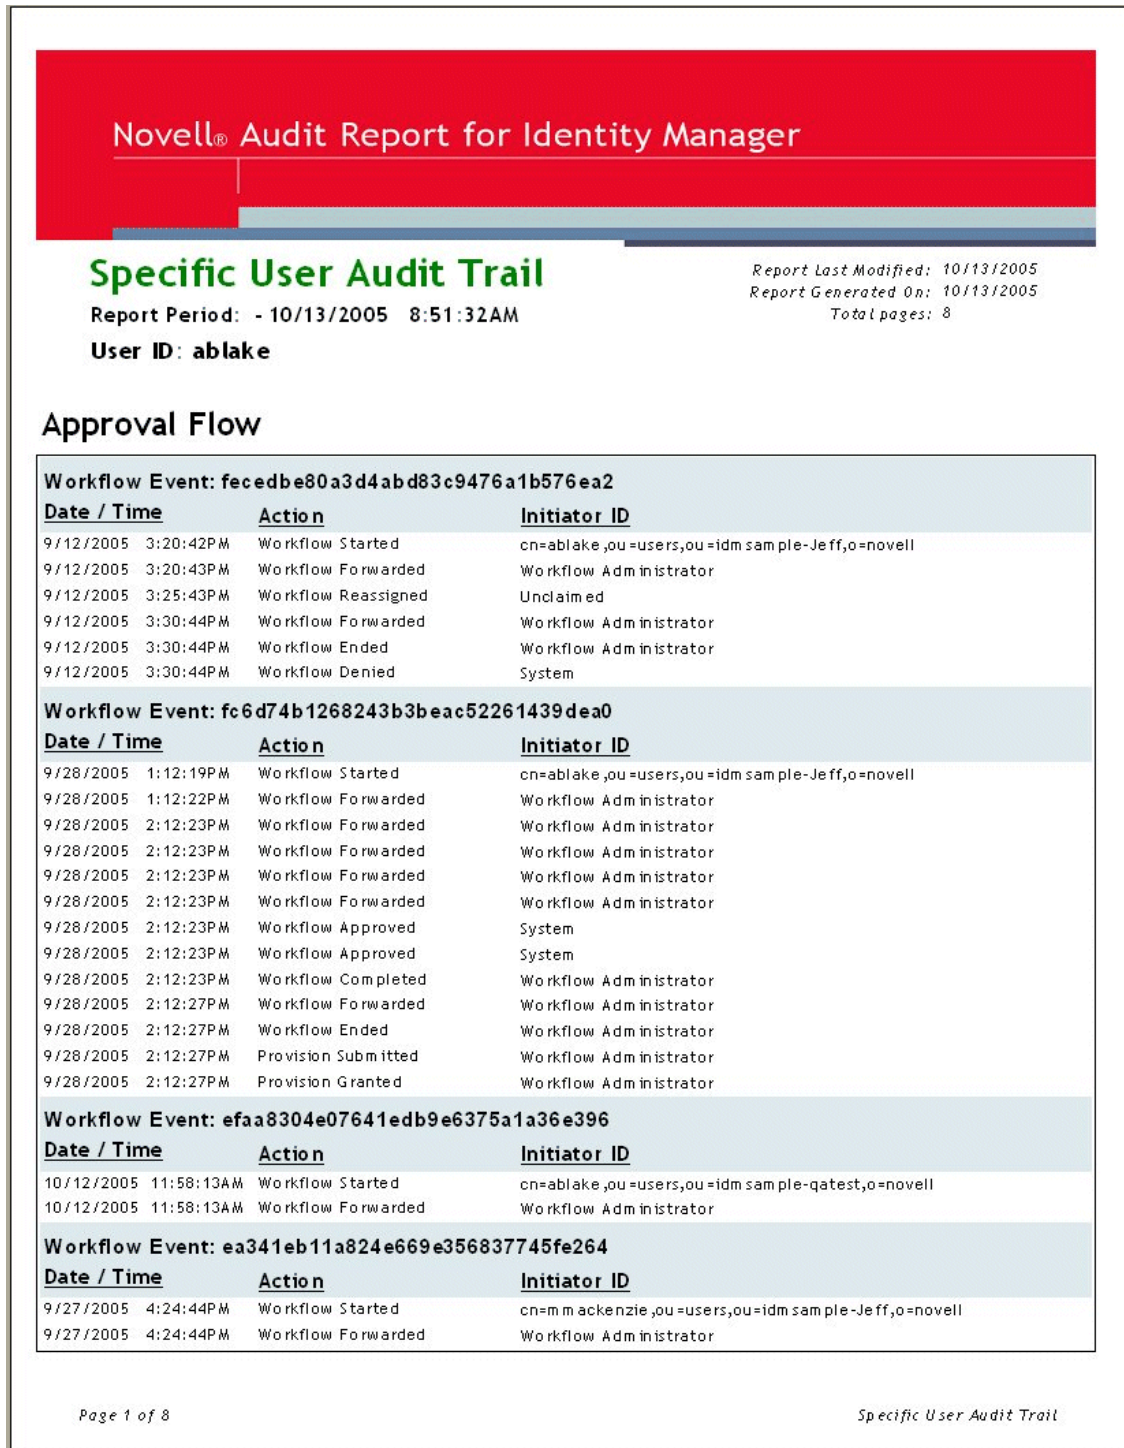 Novell® Audit Report for Identity Manager
Specific User Audit Trail
Report Last Modified: 10/13/2005
Report Generated On: 10/13/2005
Total pages: 8
Report Period: - 10/13/2005 8:51:32AM
User ID: ablake
Approval Flow
Workflow Event: fecedbe80a3d4abd83c9476a1b576ea2
Date / Time Action Initiator ID
9/12/2005 3:20:42PM Workflow Started cn=ablake,ou=users,ou=idmsample-Jeff,o=novell
9/12/2005 3:20:43PM Workflow Forwarded Workflow Administrator
9/12/2005 3:25:43PM Workflow Reassigned Unclaimed
9/12/2005 3:30:44PM Workflow Forwarded Workflow Administrator
9/12/2005 3:30:44PM Workflow Ended Workflow Administrator
9/12/2005 3:30:44PM Workflow Denied System
Workflow Event: fc6d74b1268243b3beac52261439dea0
Date / Time Action Initiator ID
9/28/2005 1:12:19PM Workflow Started cn=ablake,ou=users,ou=idmsample-Jeff,o=novell
9/28/2005 1:12:22PM Workflow Forwarded Workflow Administrator
9/28/2005 2:12:23PM Workflow Forwarded Workflow Administrator
9/28/2005 2:12:23PM Workflow Forwarded Workflow Administrator
9/28/2005 2:12:23PM Workflow Forwarded Workflow Administrator
9/28/2005 2:12:23PM Workflow Forwarded Workflow Administrator
9/28/2005 2:12:23PM Workflow Approved System
9/28/2005 2:12:23PM Workflow Approved System
9/28/2005 2:12:23PM Workflow Completed Workflow Administrator
9/28/2005 2:12:27PM Workflow Forwarded Workflow Administrator
9/28/2005 2:12:27PM Workflow Ended Workflow Administrator
9/28/2005 2:12:27PM Provision Submitted Workflow Administrator
9/28/2005 2:12:27PM Provision Granted Workflow Administrator
Workflow Event: efaa8304e07641edb9e6375a1a36e396
Date / Time Action Initiator ID
10/12/2005 11:58:13AM Workflow Started cn=ablake,ou=users,ou=idmsample-qatest,o=novell
10/12/2005 11:58:13AM Workflow Forwarded Workflow Administrator
Workflow Event: ea341eb11a824e669e356837745fe264
Date / Time Action Initiator ID
9/27/2005 4:24:44PM Workflow Started cn=mmackenzie,ou=users,ou=idmsample-Jeff,o=novell
9/27/2005 4:24:44PM Workflow Forwarded Workflow Administrator
Page 1 of 8 Specific User Audit Trail